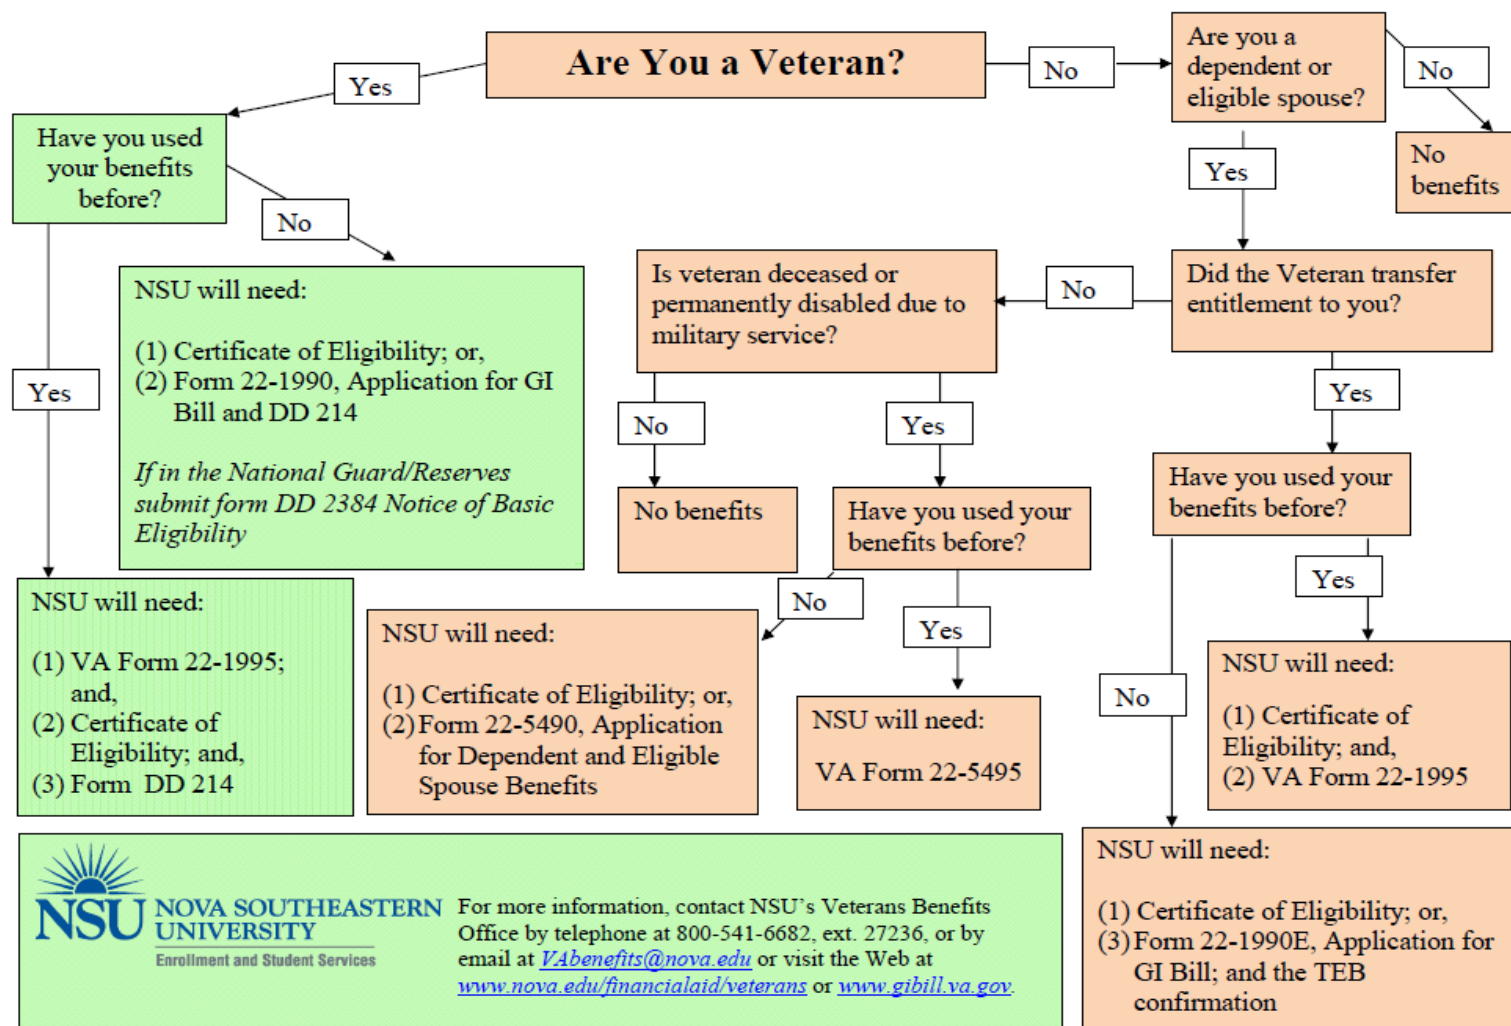 Are You a Veteran?
Yes
No
Are you a
dependent or
eligible spouse?
No
No
benefits
Yes
Have you used
your benefits
before?
No
Yes
NSU will need:
(1) Certificate of Eligibility; or,
(2) Form 22-1990, Application for GI
Bill and DD 214
If in the National Guard/Reserves
submit form DD 2384 Notice of Basic
Eligibility
NSU will need:
(1) VA Form 22-1995;
and,
(2) Certificate of
Eligibility; and,
(3) Form DD 214
Did the Veteran transfer
entitlement to you?
No
Is veteran deceased or
permanently disabled due to
military service?
No
Yes
No benefits
Have you used your
benefits before?
No
Yes
NSU will need:
(1) Certificate of Eligibility; or,
(2) Form 22-5490, Application
for Dependent and Eligible
Spouse Benefits
NSU will need:
VA Form 22-5495
Yes
Have you used your
benefits before?
Yes
No
NSU will need:
(1) Certificate of
Eligibility; and,
(2) VA Form 22-1995
NSU will need:
(1) Certificate of Eligibility; or,
(3) Form 22-1990E, Application for
GI Bill; and the TEB
confirmation
NSU NOVA SOUTHEASTERN
UNIVERSITY
Enrollment and Student Services
For more information, contact NSU's Veterans Benefits
Office by telephone at 800-541-6682, ext. 27236, or by
email at VAbenefits@nova.edu or visit the Web at
www.nova.edu/financialaid/veterans or www.gibill.va.gov.